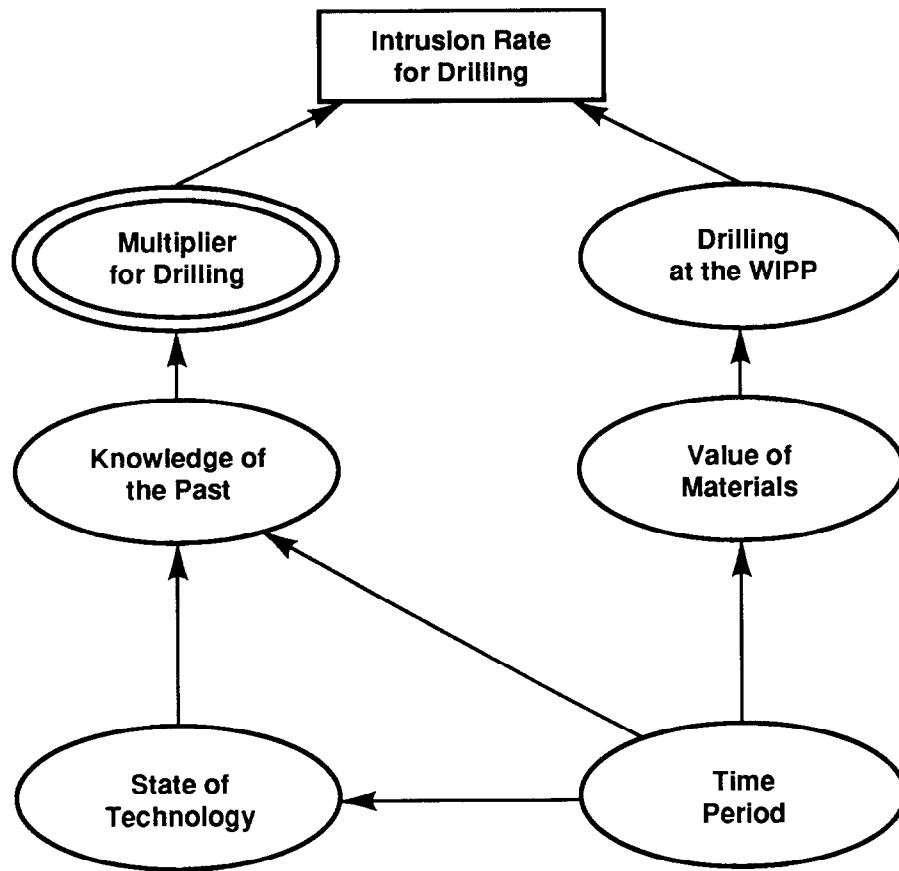 Intrusion Rate
for Drilling
Multiplier
for Drilling
Drilling
at the WIPP
Knowledge of
the Past
Value of
Materials
State of
Technology
Time
Period